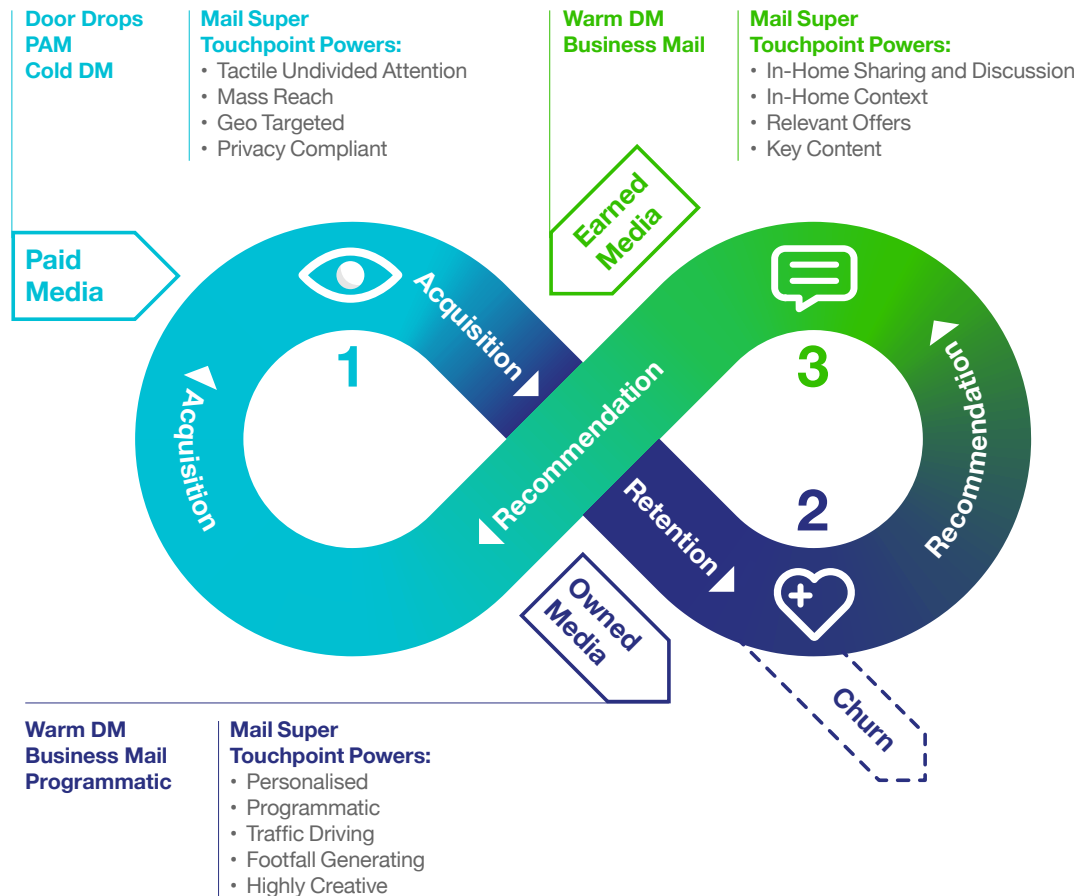 Door Drops
PAM
Cold DM
Mail Super
Touchpoint Powers:
• Tactile Undivided Attention
• Mass Reach
• Geo Targeted
• Privacy Compliant
Warm DM
Business Mail
Mail Super
Touchpoint Powers:
• In-Home Sharing and Discussion
• In-Home Context
• Relevant Offers
• Key Content
Paid
Media
Earned
Media
Acquisition
1
Acquisition
Recommendation
3
Recommendation
2
Retention
Owned
Media
Churn
Warm DM
Business Mail
Programmatic
Mail Super
Touchpoint Powers:
• Personalised
• Programmatic
• Traffic Driving
• Footfall Generating
• Highly Creative